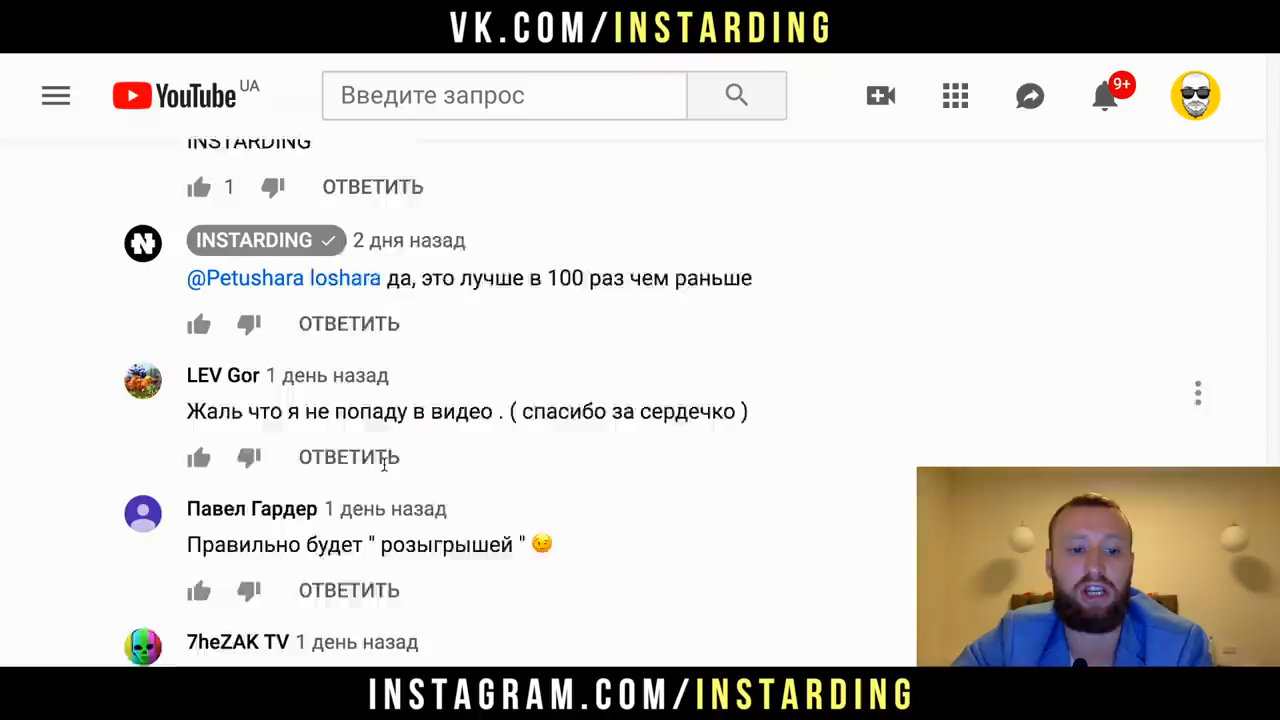 VK.COM/INSTARDING
YouTube UA
Введите запрос
9+
INSTARDING
1
ОТВЕТИТЬ
INSTARDING 2 дня назад
@Petushara loshara да, это лучше в 100 раз чем раньше
ОТВЕТИТЬ
LEV Gor 1 день назад
Жаль что я не попаду в видео . ( спасибо за сердечко )
ОТВЕТИТЬ
Павел Гардер 1 день назад
Правильно будет " розыгрышей " 😉
ОТВЕТИТЬ
7heZAK TV 1 день назад
INSTAGRAM.COM/INSTARDING